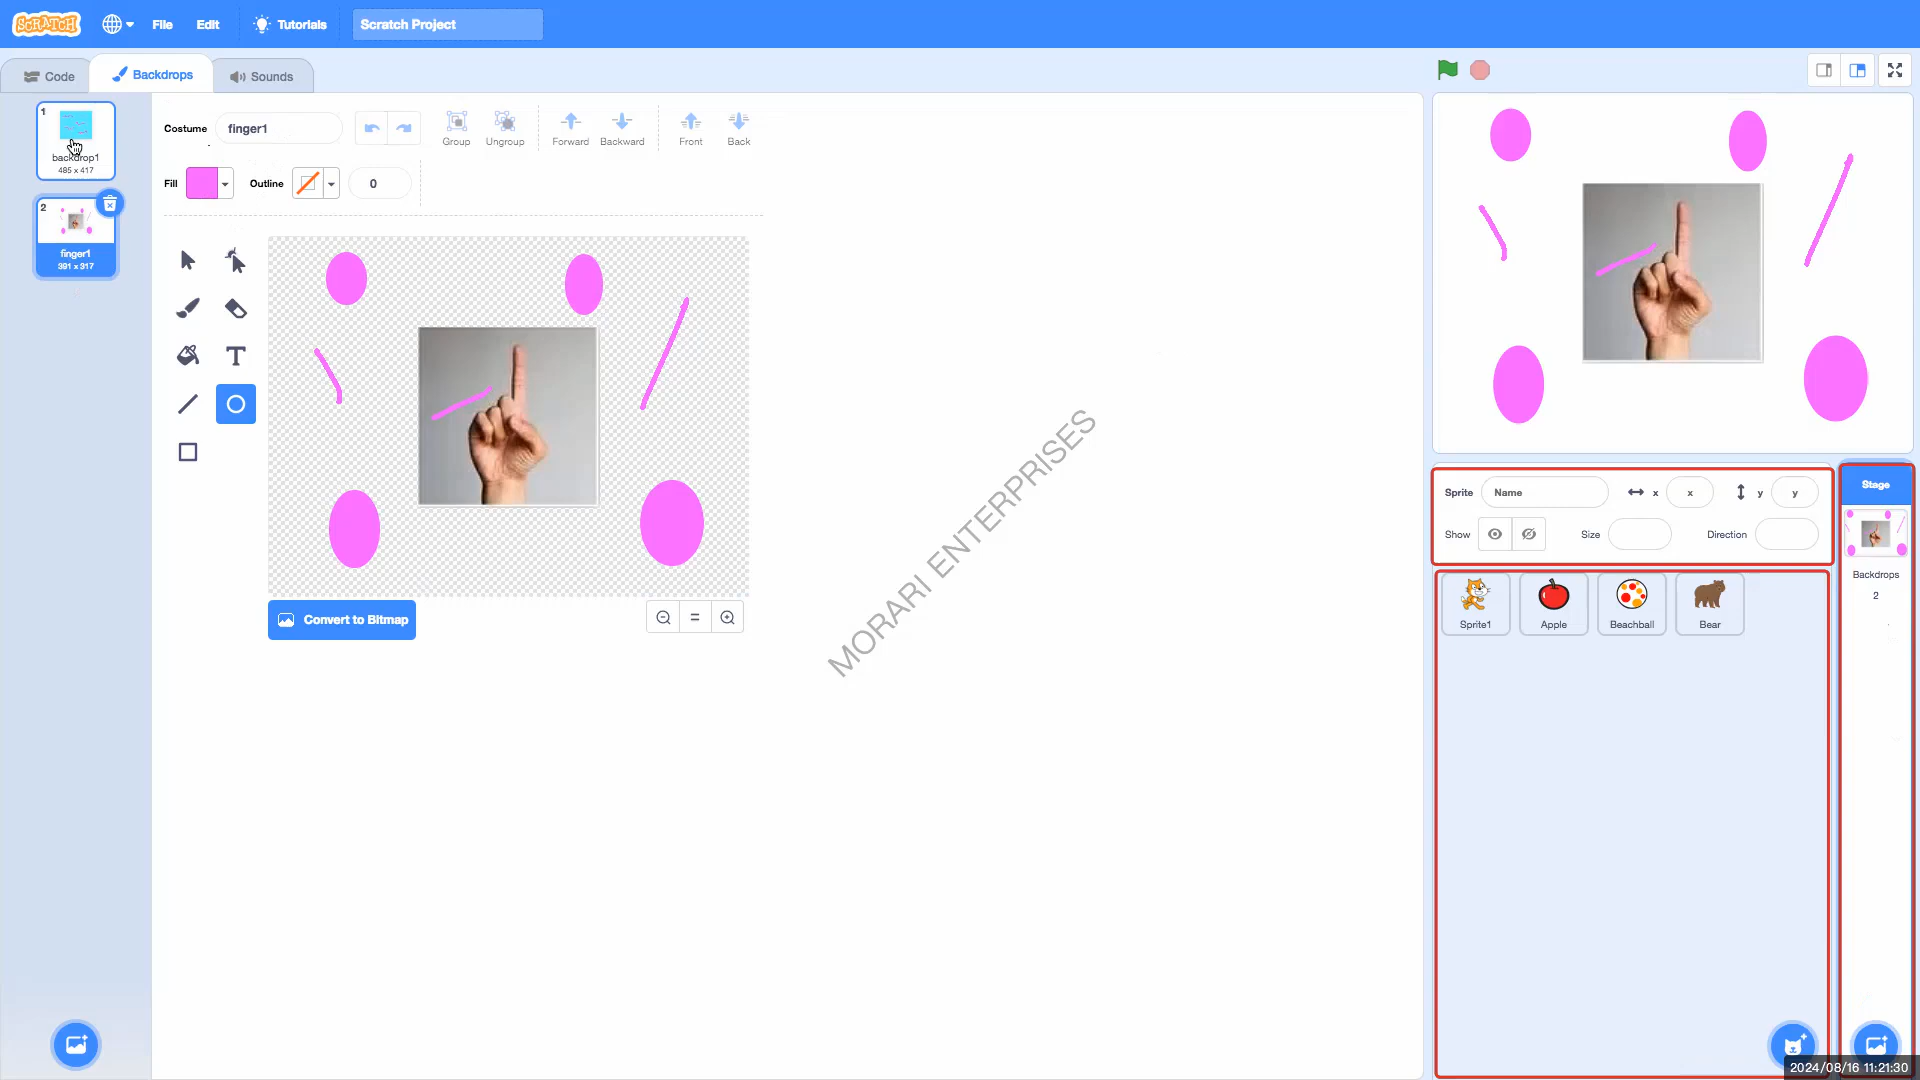 SCRATCH
File
Edit
Tutorials
Scratch Project
Code
Backdrops
Sounds
1
backdrop1
485 x 417
2
finger1
391 x 317
Costume
finger1
Group
Ungroup
Forward
Backward
Front
Back
Fill
Outline
0
T
Convert to Bitmap
MORARI ENTERPRISES
Sprite
Name
x
x
y
y
Show
Size
Direction
Sprite1
Apple
Beachball
Bear
Stage
Backdrops
2
2024/08/16 11:21:30